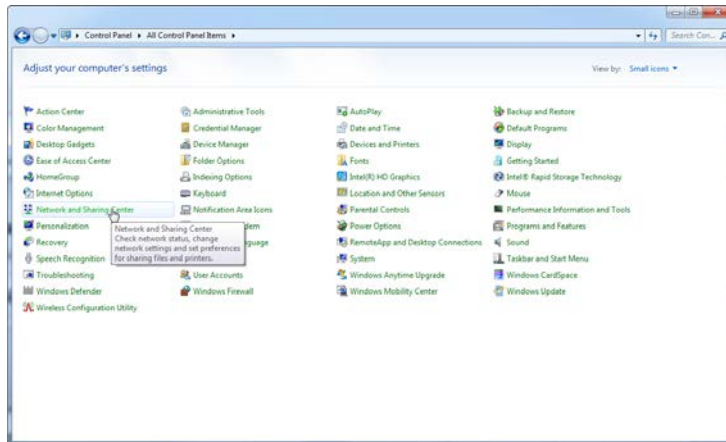 Control Panel ▸ All Control Panel Items ▸
Search Con...
Adjust your computer's settings
View by: Small icons
Action Center
Administrative Tools
AutoPlay
Backup and Restore
Color Management
Credential Manager
Date and Time
Default Programs
Desktop Gadgets
Device Manager
Devices and Printers
Display
Ease of Access Center
Folder Options
Fonts
Getting Started
HomeGroup
Indexing Options
Intel(R) HD Graphics
Intel® Rapid Storage Technology
Internet Options
Keyboard
Location and Other Sensors
Mouse
Network and Sharing Center
Notification Area Icons
Parental Controls
Performance Information and Tools
Personalization
Power Options
Programs and Features
Network and Sharing Center
Check network status, change
network settings and set preferences
for sharing files and printers.
dem
Recovery
guage
RemoteApp and Desktop Connections
Sound
Speech Recognition
System
Taskbar and Start Menu
Troubleshooting
User Accounts
Windows Anytime Upgrade
Windows CardSpace
Windows Defender
Windows Firewall
Windows Mobility Center
Windows Update
Wireless Configuration Utility